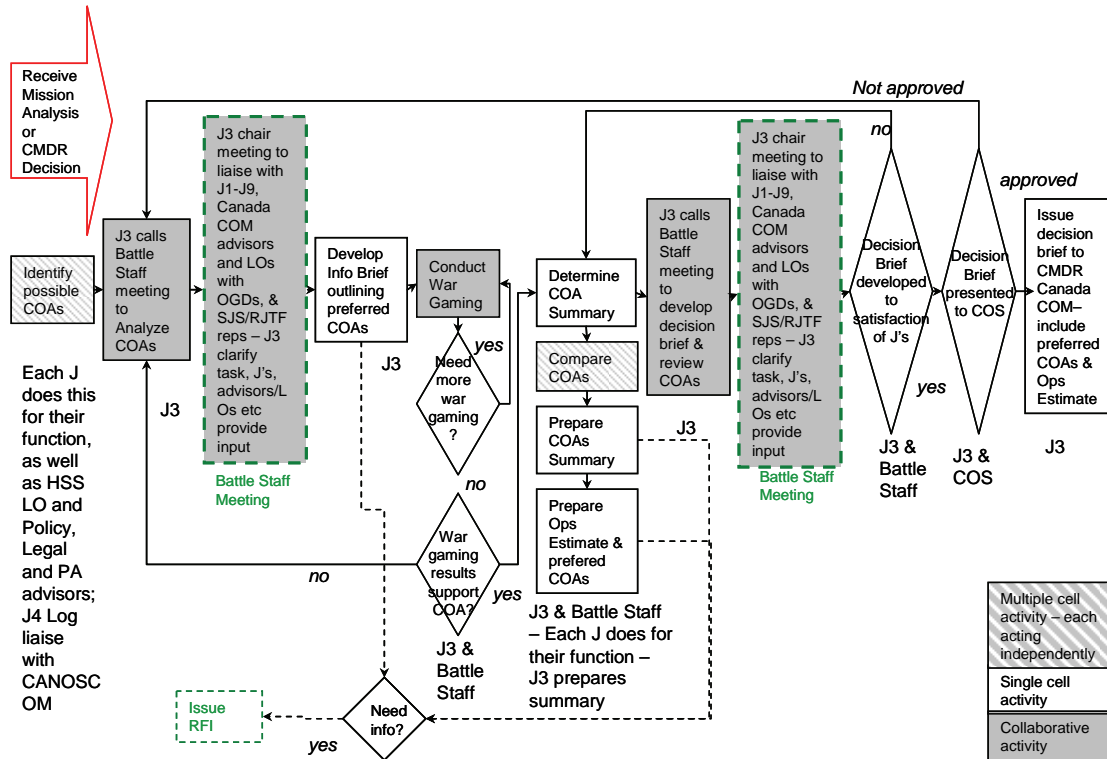 Receive
Mission
Analysis
or
CMDR
Decision
Identify
possible
COAs
Each J
does this
for their
function,
as well
as HSS
LO and
Policy,
Legal
and PA
advisors;
J4 Log
liaise
with
CANOSC
OM
J3 calls
Battle
Staff
meeting
to
Analyze
COAs
J3
J3 chair
meeting to
liaise with
J1-J9,
Canada
COM
advisors
and LOs
with
OGDs, &
SJS/RJTF
reps – J3
clarify
task, J's,
advisors/L
Os etc
provide
input
Battle Staff
Meeting
Develop
Info Brief
outlining
preferred
COAs
J3
Conduct
War
Gaming
yes
Need
more
war
gaming
?
no
War
gaming
results
support
COA?
no
yes
J3 &
Battle
Staff
Need
info?
yes
Issue
RFI
Determine
COA
Summary
Compare
COAs
Prepare
COAs
Summary
Prepare
Ops
Estimate &
prefered
COAs
J3 & Battle Staff
– Each J does for
their function –
J3 prepares
summary
J3 calls
Battle
Staff
meeting to
develop
decision
brief &
review
COAs
J3
J3 chair
meeting to
liaise with
J1-J9,
Canada
COM
advisors
and LOs
with
OGDs, &
SJS/RJTF
reps – J3
clarify
task, J's,
advisors/L
Os etc
provide
input
Battle Staff
Meeting
Not approved
no
Decision
Brief
developed
to
satisfaction
of J's
yes
J3 &
Battle
Staff
Decision
Brief
presented
to COS
J3 &
COS
approved
Issue
decision
brief to
CMDR
Canada
COM–
include
preferred
COAs &
Ops
Estimate
J3
Multiple cell
activity – each
acting
independently
Single cell
activity
Collaborative
activity